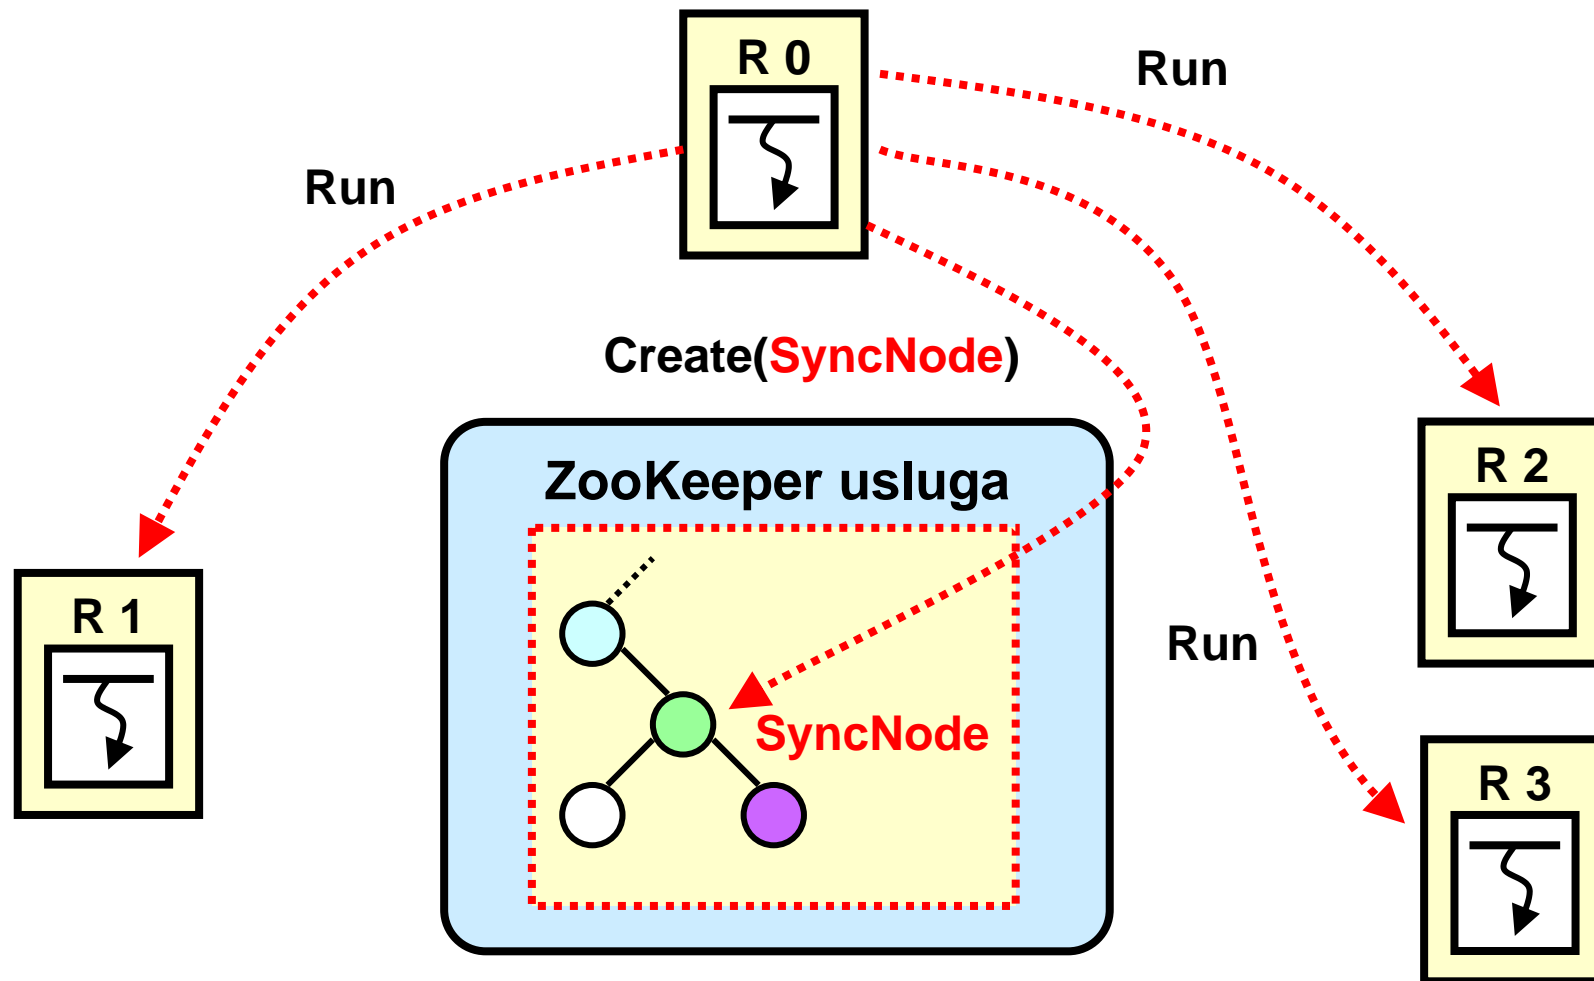 R 0
Run
Run
Create(SyncNode)
ZooKeeper usluga
R 2
R 1
Run
SyncNode
R 3